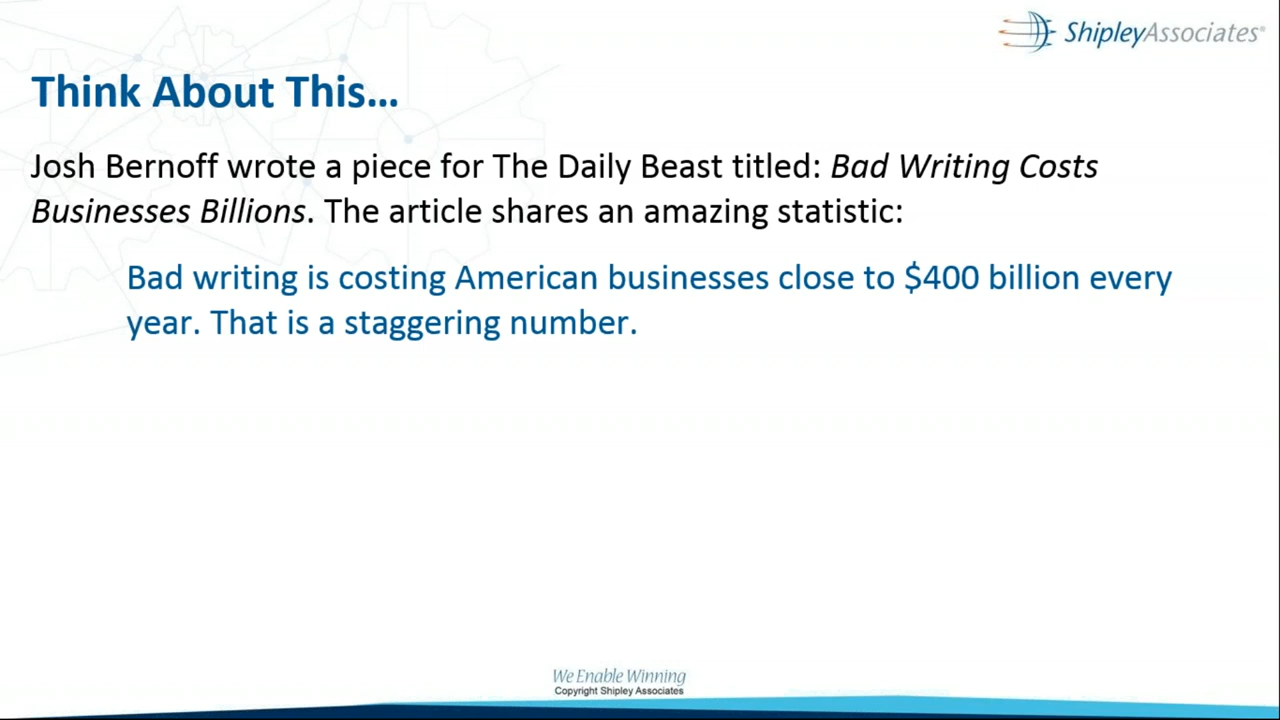 ShipleyAssociates®
Think About This...
Josh Bernoff wrote a piece for The Daily Beast titled: Bad Writing Costs
Businesses Billions. The article shares an amazing statistic:
Bad writing is costing American businesses close to $400 billion every
year. That is a staggering number.
We Enable Winning
Copyright Shipley Associates